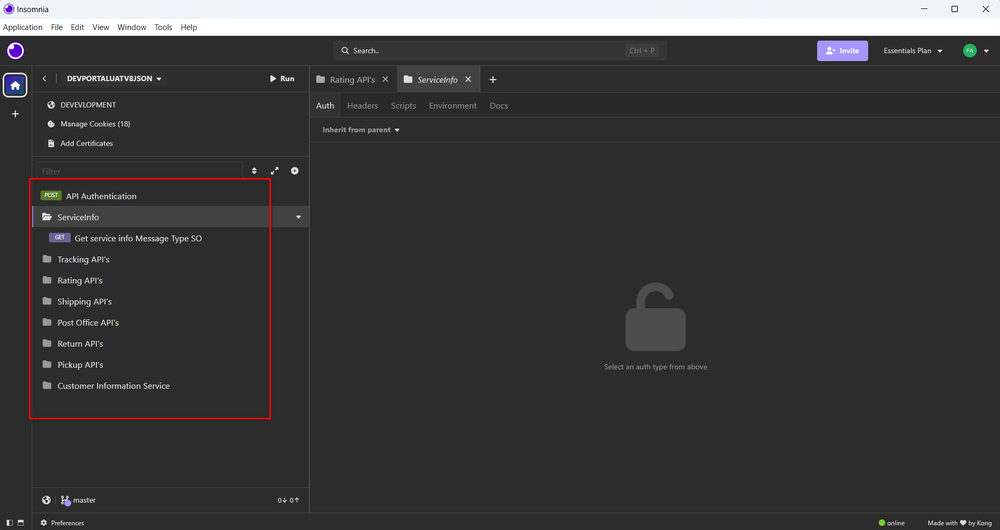 Insomnia
Application File Edit View Window Tools Help
Search.. Ctrl + P
Invite
Essentials Plan
FA
DEVPORTALUATV8JSON
Run
Rating API's
ServiceInfo
DEVEVLOPMENT
Manage Cookies (18)
Add Certificates
Auth Headers Scripts Environment Docs
Inherit from parent
Filter
POST API Authentication
ServiceInfo
GET Get service info Message Type SO
Tracking API's
Rating API's
Shipping API's
Post Office API's
Return API's
Pickup API's
Customer Information Service
Select an auth type from above
master
0↓ 0↑
Preferences
online
Made with ♥ by Kong